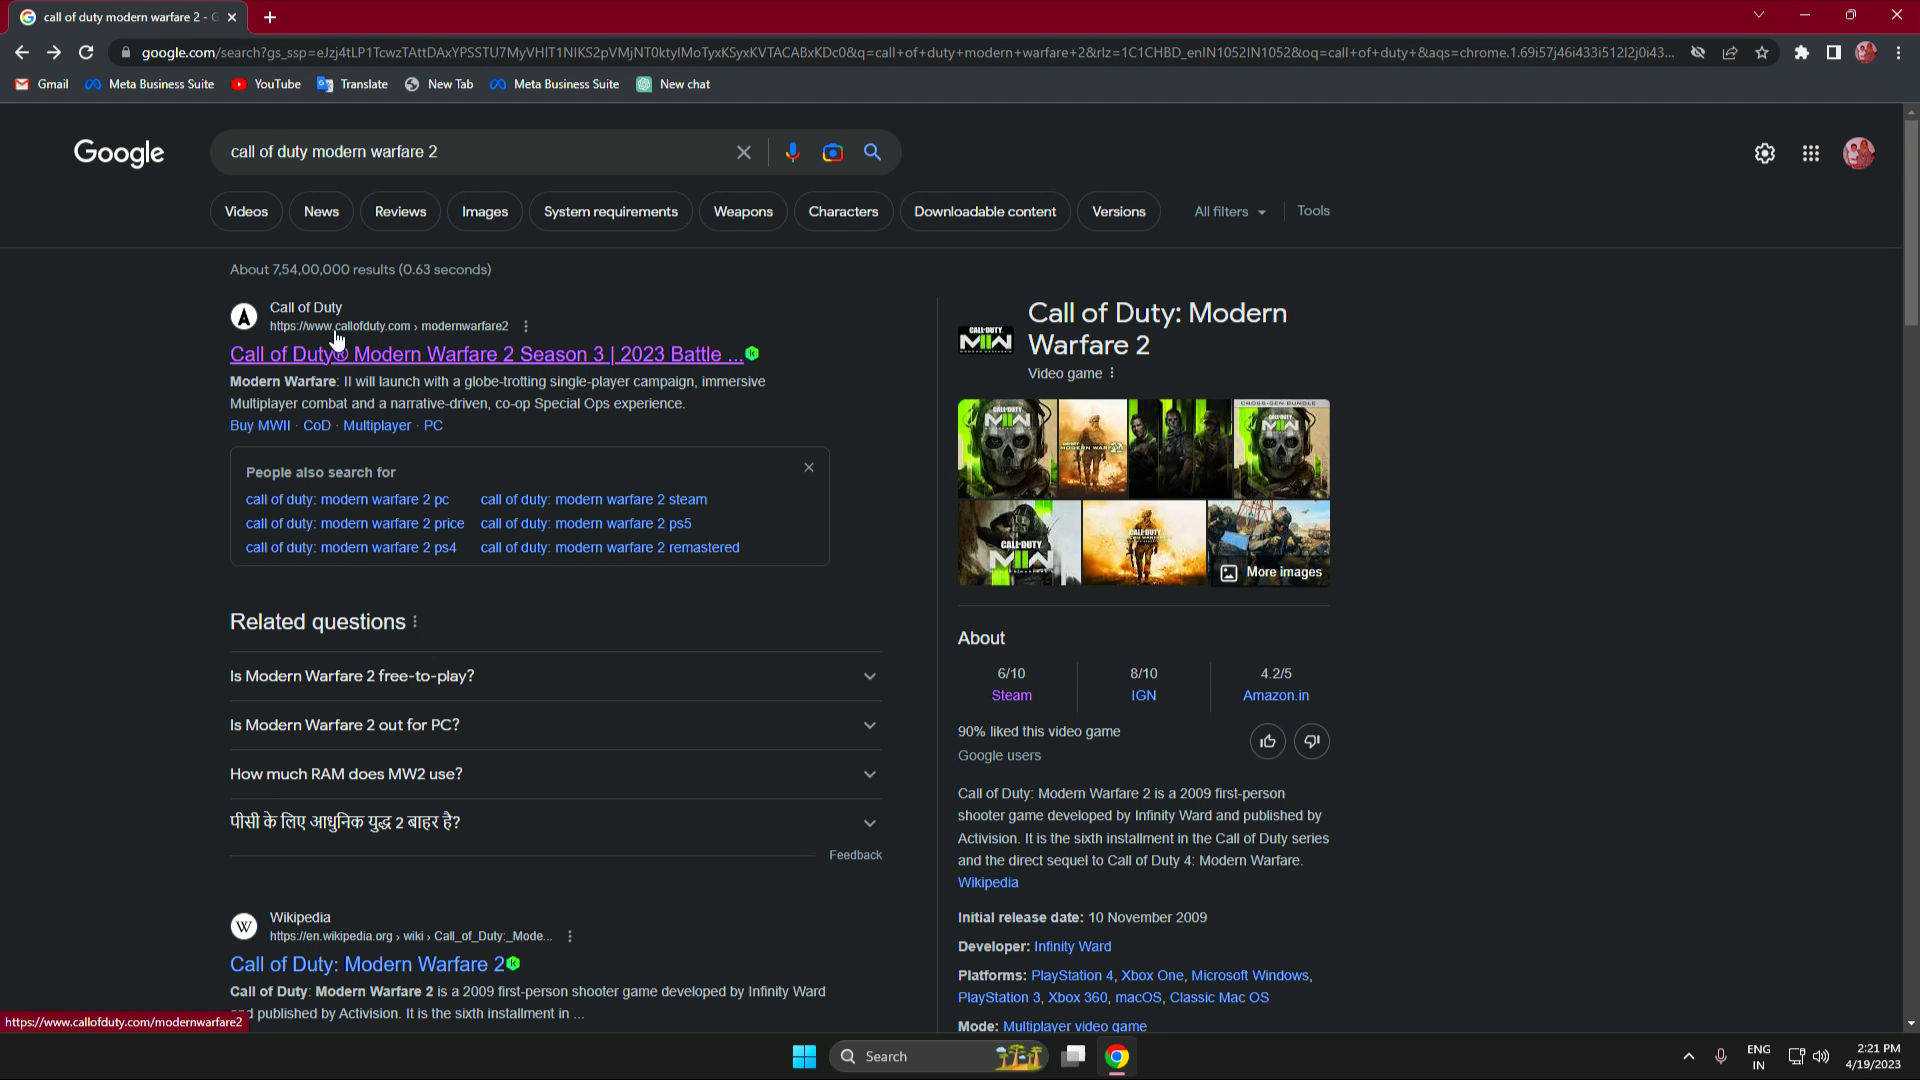 call of duty modern warfare 2 - G
google.com/search?gs_ssp=eJzj4tLP1TcwzTAttDAxYPSSTU7MyVHIT1NIKS2pVMjNT0ktyIMoTyxKSyxKVTACABxKDc0&q=call+of+duty+modern+warfare+2&rlz=1C1CHBD_enIN1052IN1052&oq=call+of+duty+&aqs=chrome.1.69i57j46i433i512l2j0i43...
Gmail Meta Business Suite YouTube Translate New Tab Meta Business Suite New chat
Google
call of duty modern warfare 2
Videos News Reviews Images System requirements Weapons Characters Downloadable content Versions All filters Tools
About 7,54,00,000 results (0.63 seconds)
Call of Duty
https://www.callofduty.com › modernwarfare2
Call of Duty® Modern Warfare 2 Season 3 | 2023 Battle ...
Modern Warfare: II will launch with a globe-trotting single-player campaign, immersive
Multiplayer combat and a narrative-driven, co-op Special Ops experience.
Buy MWII · CoD · Multiplayer · PC
People also search for
call of duty: modern warfare 2 pc call of duty: modern warfare 2 steam
call of duty: modern warfare 2 price call of duty: modern warfare 2 ps5
call of duty: modern warfare 2 ps4 call of duty: modern warfare 2 remastered
Related questions
Is Modern Warfare 2 free-to-play?
Is Modern Warfare 2 out for PC?
How much RAM does MW2 use?
पीसी के लिए आधुनिक युद्ध 2 बाहर है?
Feedback
Wikipedia
https://en.wikipedia.org › wiki › Call_of_Duty:_Mode...
Call of Duty: Modern Warfare 2
Call of Duty: Modern Warfare 2 is a 2009 first-person shooter game developed by Infinity Ward
published by Activision. It is the sixth installment in ...
https://www.callofduty.com/modernwarfare2
Call of Duty: Modern
Warfare 2
Video game
CALL·DUTY
CROSS-GEN BUNDLE
More images
About
6/10 8/10 4.2/5
Steam IGN Amazon.in
90% liked this video game
Google users
Call of Duty: Modern Warfare 2 is a 2009 first-person
shooter game developed by Infinity Ward and published by
Activision. It is the sixth installment in the Call of Duty series
and the direct sequel to Call of Duty 4: Modern Warfare.
Wikipedia
Initial release date: 10 November 2009
Developer: Infinity Ward
Platforms: PlayStation 4, Xbox One, Microsoft Windows,
PlayStation 3, Xbox 360, macOS, Classic Mac OS
Mode: Multiplayer video game
Search
ENG
IN
2:21 PM
4/19/2023